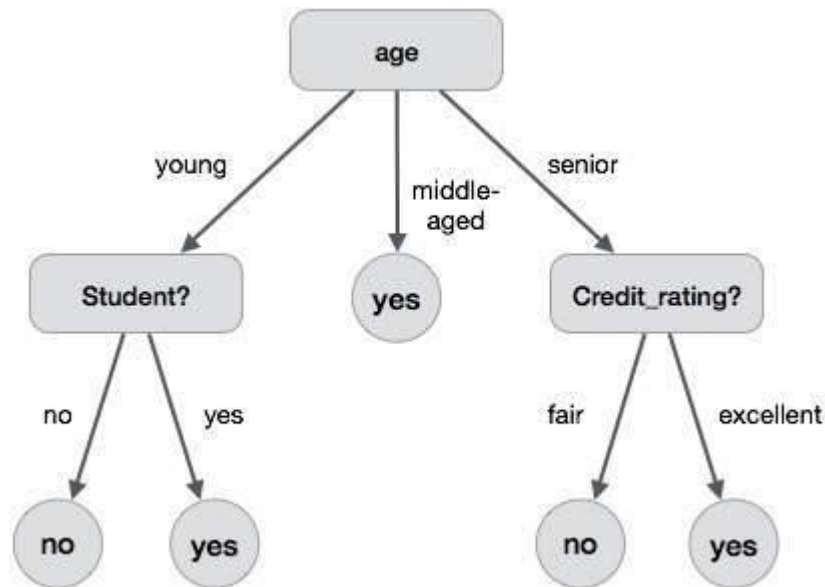 age
young
middle-
aged
senior
Student?
yes
Credit_rating?
no
yes
fair
excellent
no
yes
no
yes